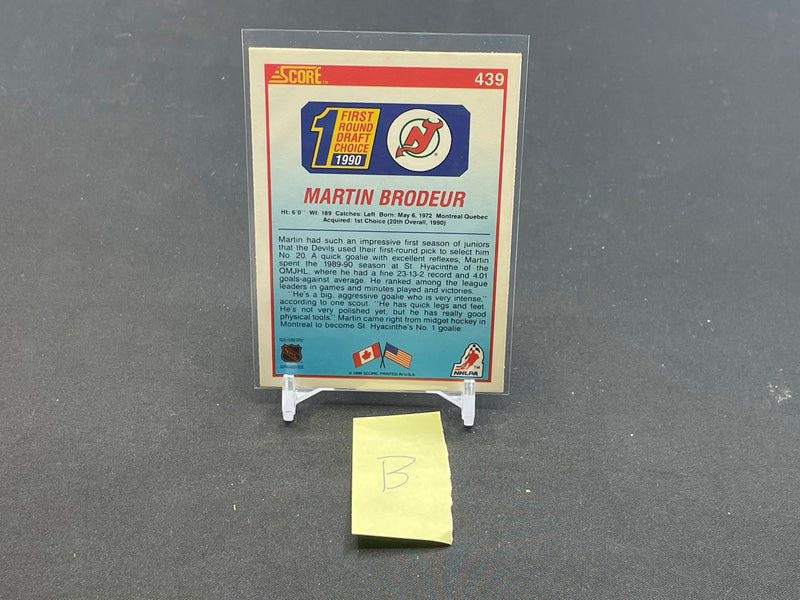 SCORE™ 439
1 FIRST
ROUND
DRAFT
CHOICE
1990
NJ
MARTIN BRODEUR
Ht: 6'0" Wt: 189 Catches: Left Born: May 6, 1972 Montreal Quebec
Acquired: 1st Choice (20th Overall, 1990)
Martin had such an impressive first season of juniors
that the Devils used their first-round pick to select him
No. 20. A quick goalie with excellent reflexes, Martin
spent the 1989-90 season at St. Hyacinthe of the
QMJHL, where he had a fine 23-13-2 record and 4.01
goals-against average. He ranked among the league
leaders in games and minutes played and victories.
"He's a big, aggressive goalie who is very intense,"
according to one scout. "He has quick legs and feet.
He's not very polished yet, but he has really good
physical tools." Martin came right from midget hockey in
Montreal to become St. Hyacinthe's No. 1 goalie.
NHL
NHLPA ™
© 1990 SCORE, PRINTED IN U.S.A.
B